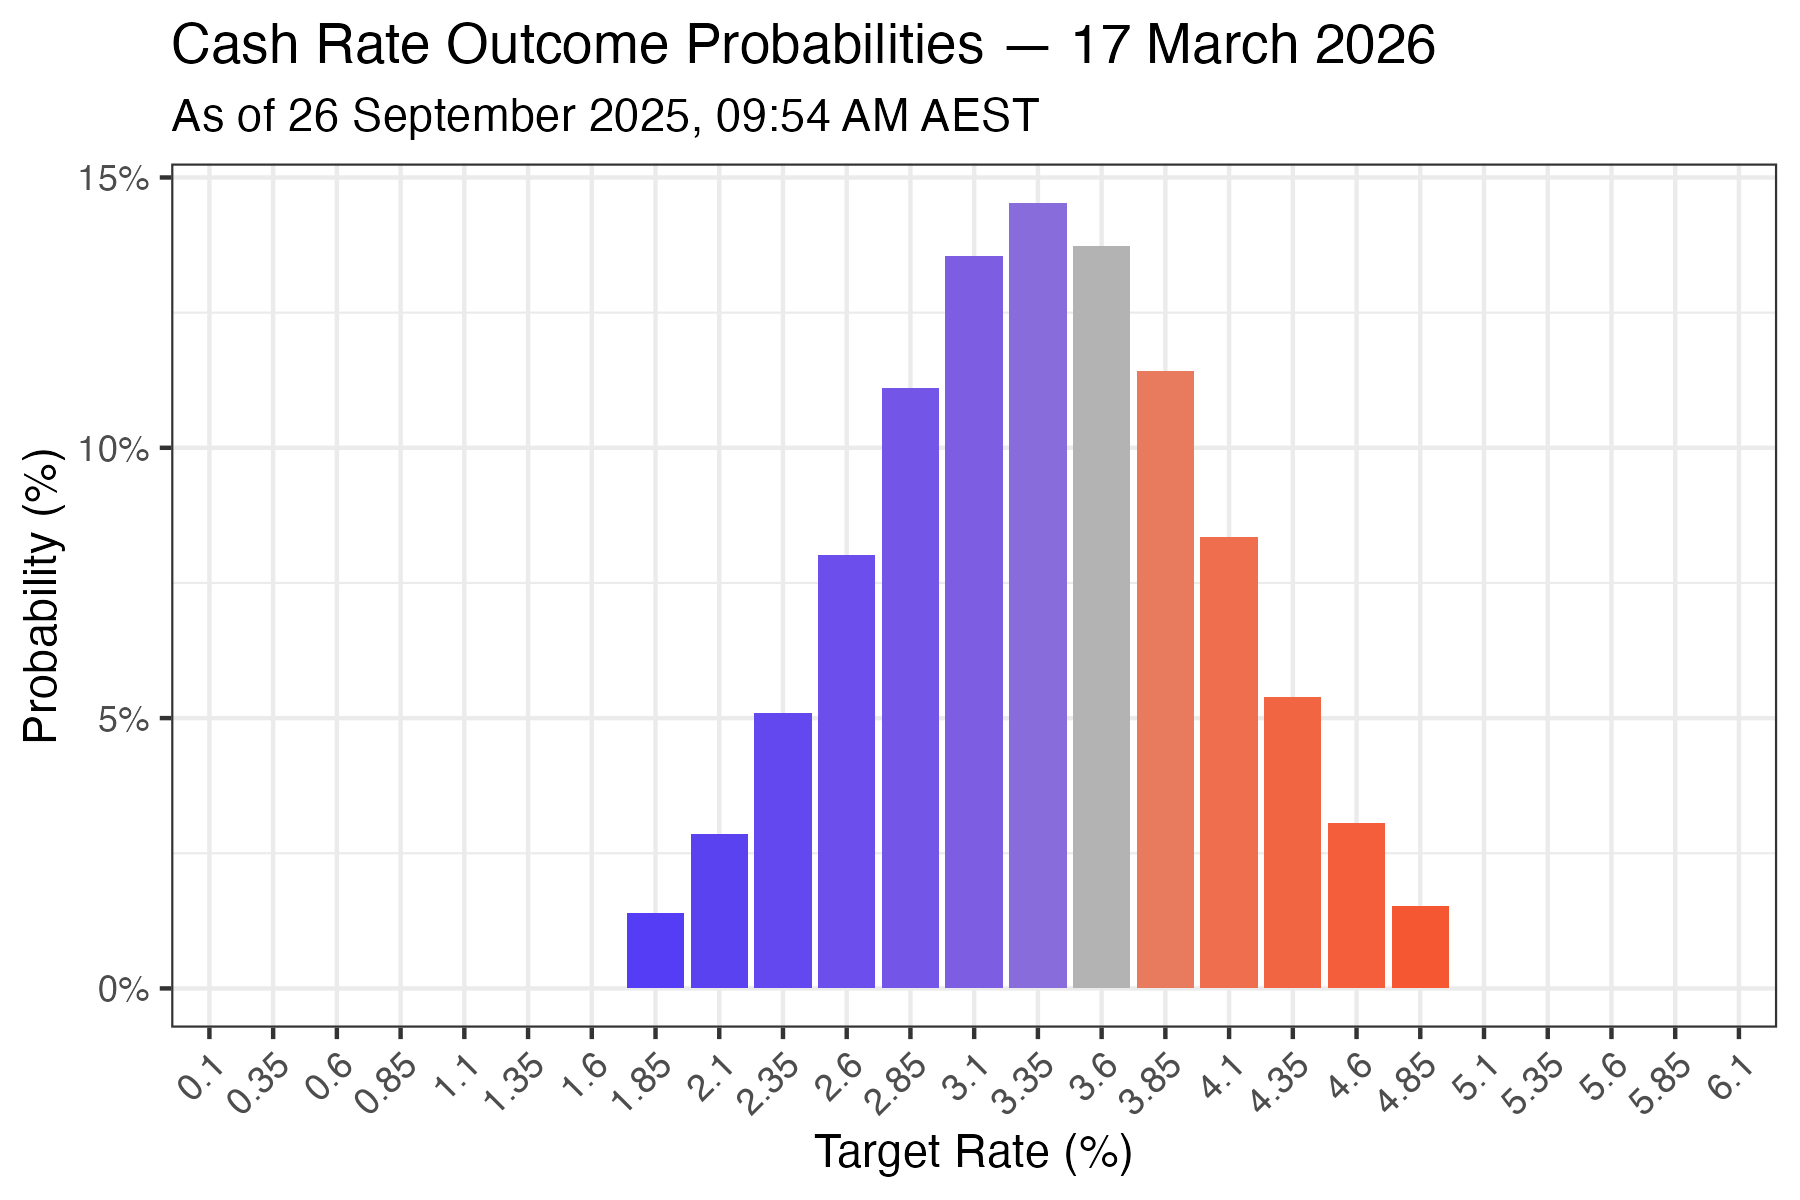 Cash Rate Outcome Probabilities — 17 March 2026
As of 26 September 2025, 09:54 AM AEST
Probability (%)
15%
10%
5%
0%
0.1 0.35 0.6 0.85 1.1 1.35 1.6 1.85 2.1 2.35 2.6 2.85 3.1 3.35 3.6 3.85 4.1 4.35 4.6 4.85 5.1 5.35 5.6 5.85 6.1
Target Rate (%)